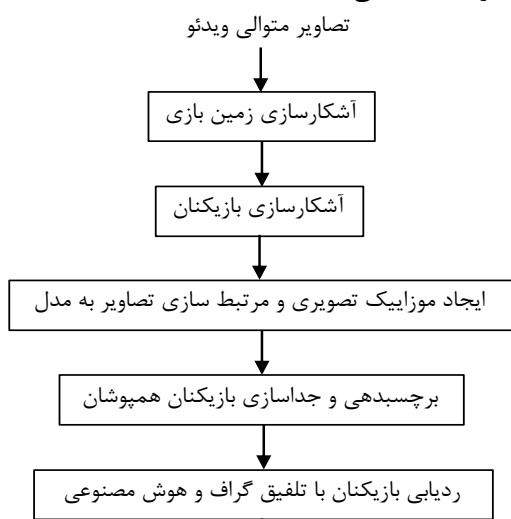 تصاویر متوالی ویدئو
آشکارسازی زمین بازی
آشکارسازی بازیکنان
ایجاد موزاییک تصویری و مرتبط سازی تصاویر به مدل
برچسبدهی و جداسازی بازیکنان همپوشان
ردیابی بازیکنان با تلفیق گراف و هوش مصنوعی